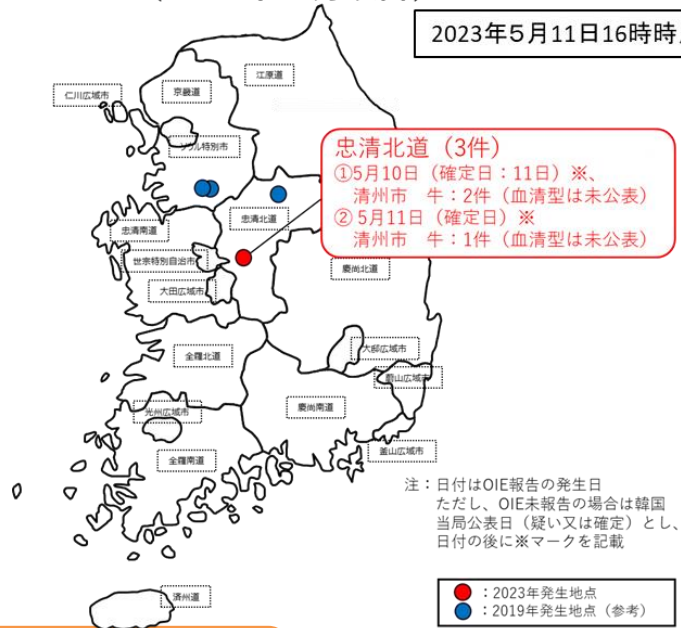 2023年5月11日16時時
江原道
京畿道
仁川広域市
ソウル特別市
忠清北道（3件）
①5月10日（確定日：11日）※、
清州市　牛：2件（血清型は未公表）
② 5月11日（確定日）※
清州市　牛：1件（血清型は未公表）
忠清北道
忠清南道
世宗特別自治市
慶尚北道
大田広域市
大邱広域市
全羅北道
蔚山広域市
慶尚南道
光州広域市
釜山広域市
全羅南道
注：日付はOIE報告の発生日
ただし、OIE未報告の場合は韓国
当局公表日（疑い又は確定）とし、
日付の後に※マークを記載
済州道
：2023年発生地点
：2019年発生地点（参考）